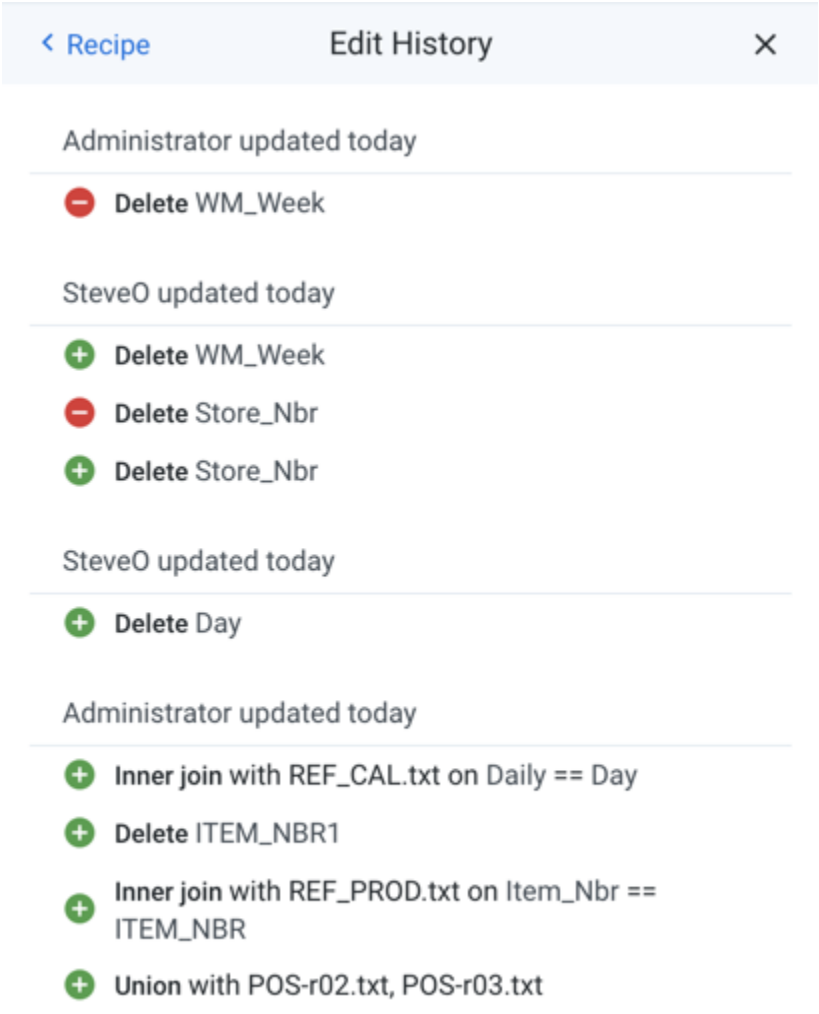 Recipe
Edit History
Administrator updated today
Delete WM_Week
SteveO updated today
Delete WM_Week
Delete Store_Nbr
Delete Store_Nbr
SteveO updated today
Delete Day
Administrator updated today
Inner join with REF_CAL.txt on Daily == Day
Delete ITEM_NBR1
Inner join with REF_PROD.txt on Item_Nbr ==
ITEM_NBR
Union with POS-r02.txt, POS-r03.txt